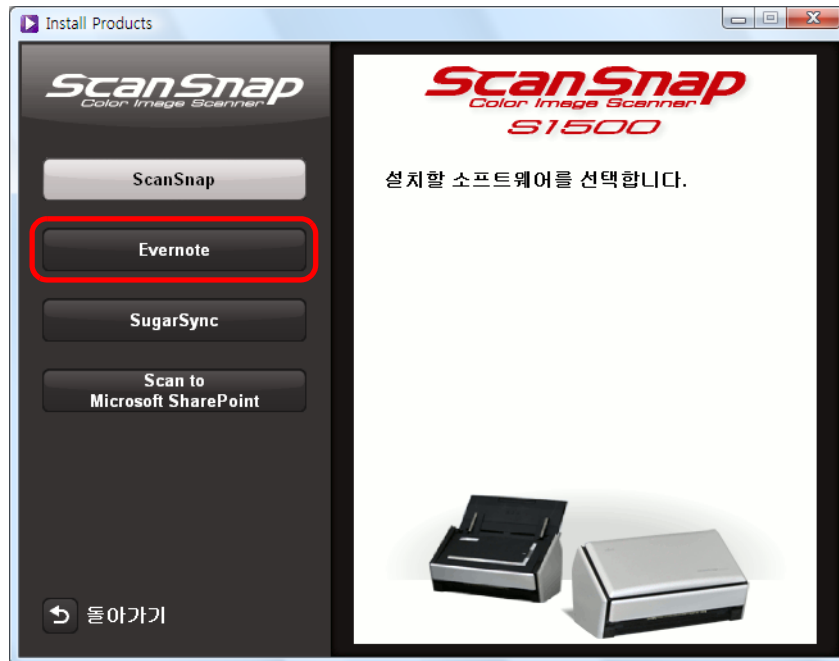 Install Products
ScanSnap
Color Image Scanner
ScanSnap
Evernote
SugarSync
Scan to
Microsoft SharePoint
돌아가기
ScanSnap
Color Image Scanner
S1500
설치할 소프트웨어를 선택합니다.